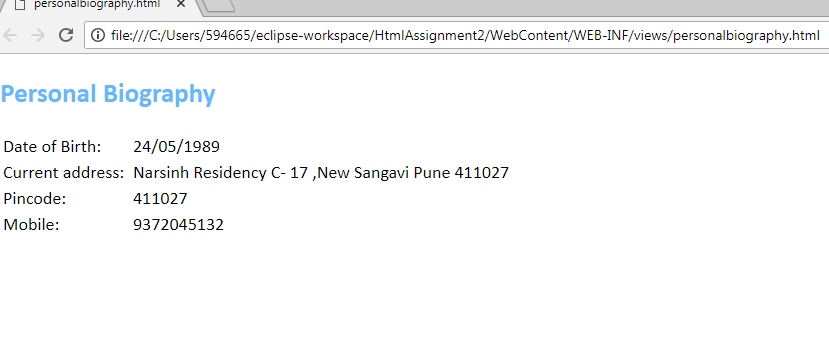 personalbiography.html
file:///C:/Users/594665/eclipse-workspace/HtmlAssignment2/WebContent/WEB-INF/views/personalbiography.html
Personal Biography
Date of Birth: 24/05/1989
Current address: Narsinh Residency C- 17 ,New Sangavi Pune 411027
Pincode: 411027
Mobile: 9372045132